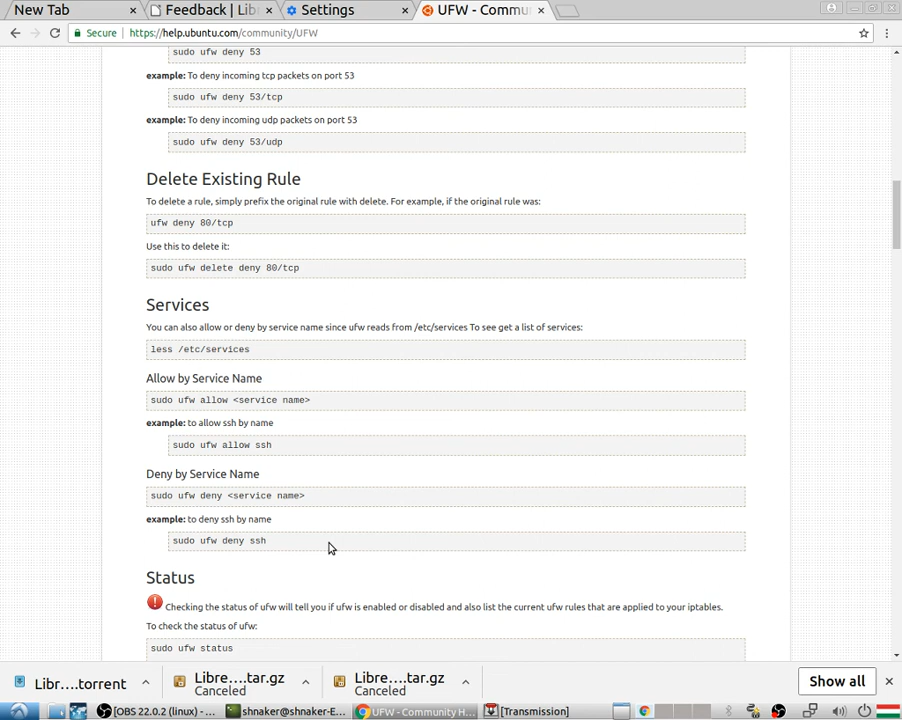 New Tab
Feedback | Lib
Settings
UFW - Commu
Secure
https://help.ubuntu.com/community/UFW
sudo ufw deny 53
example: To deny incoming tcp packets on port 53
sudo ufw deny 53/tcp
example: To deny incoming udp packets on port 53
sudo ufw deny 53/udp
Delete Existing Rule
To delete a rule, simply prefix the original rule with delete. For example, if the original rule was:
ufw deny 80/tcp
Use this to delete it:
sudo ufw delete deny 80/tcp
Services
You can also allow or deny by service name since ufw reads from /etc/services To see get a list of services:
less /etc/services
Allow by Service Name
sudo ufw allow <service name>
example: to allow ssh by name
sudo ufw allow ssh
Deny by Service Name
sudo ufw deny <service name>
example: to deny ssh by name
sudo ufw deny ssh
Status
Checking the status of ufw will tell you if ufw is enabled or disabled and also list the current ufw rules that are applied to your iptables.
To check the status of ufw:
sudo ufw status
Libr....torrent
Libre....tar.gz
Canceled
Libre....tar.gz
Canceled
Show all
[OBS 22.0.2 (linux) - ...
shnaker@shnaker-E...
UFW - Community H...
[Transmission]